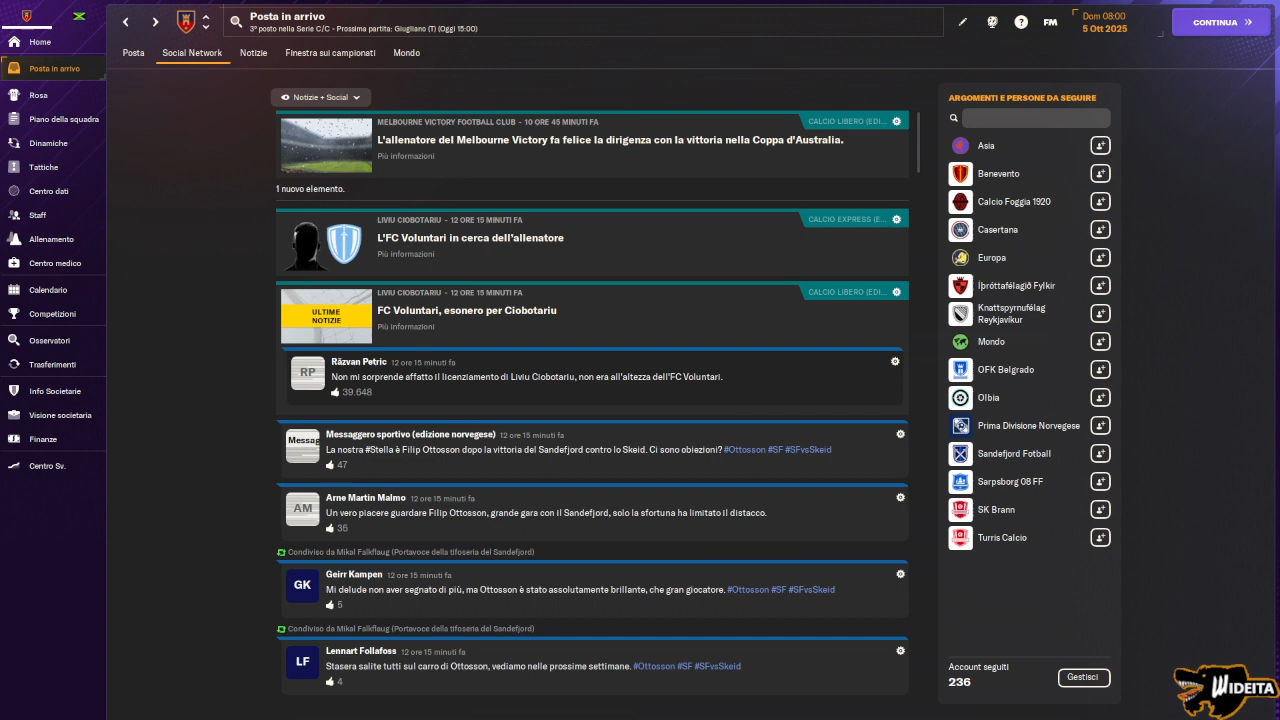 Posta in arrivo
3° posto nella Serie C/C - Prossima partita: Giugliano (T) (Oggi 15:00)
FM
Dom 08:00
5 Ott 2025
CONTINUA
Posta
Social Network
Notizie
Finestra sui campionati
Mondo
Home
Posta in arrivo
Rosa
Piano della squadra
Dinamiche
Tattiche
Centro dati
Staff
Allenamento
Centro medico
Calendario
Competizioni
Osservatori
Trasferimenti
Info Societarie
Visione societaria
Finanze
Centro Sv.
Notizie + Social
MELBOURNE VICTORY FOOTBALL CLUB - 10 ORE 45 MINUTI FA
CALCIO LIBERO (EDI...
L'allenatore del Melbourne Victory fa felice la dirigenza con la vittoria nella Coppa d'Australia.
Più informazioni
1 nuovo elemento.
LIVIU CIOBOTARIU - 12 ORE 15 MINUTI FA
CALCIO EXPRESS (E...
L'FC Voluntari in cerca dell'allenatore
Più informazioni
LIVIU CIOBOTARIU - 12 ORE 15 MINUTI FA
CALCIO LIBERO (EDI...
ULTIME
NOTIZIE
FC Voluntari, esonero per Ciobotariu
Più informazioni
RP
Răzvan Petric 12 ore 15 minuti fa
Non mi sorprende affatto il licenziamento di Liviu Ciobotariu, non era all'altezza dell'FC Voluntari.
39.648
Messag
Messaggero sportivo (edizione norvegese) 12 ore 15 minuti fa
La nostra #Stella è Filip Ottosson dopo la vittoria del Sandefjord contro lo Skeid. Ci sono obiezioni? #Ottosson #SF #SFvsSkeid
47
AM
Arne Martin Malmo 12 ore 15 minuti fa
Un vero piacere guardare Filip Ottosson, grande gara con il Sandefjord, solo la sfortuna ha limitato il distacco.
36
Condiviso da Mikal Falkflaug (Portavoce della tifoseria del Sandefjord)
GK
Geirr Kampen 12 ore 15 minuti fa
Mi delude non aver segnato di più, ma Ottosson è stato assolutamente brillante, che gran giocatore. #Ottosson #SF #SFvsSkeid
5
Condiviso da Mikal Falkflaug (Portavoce della tifoseria del Sandefjord)
LF
Lennart Follafoss 12 ore 15 minuti fa
Stasera salite tutti sul carro di Ottosson, vediamo nelle prossime settimane. #Ottosson #SF #SFvsSkeid
4
ARGOMENTI E PERSONE DA SEGUIRE
Asia
Benevento
Calcio Foggia 1920
Casertana
Europa
Íþróttafélagið Fylkir
Knattspyrnufélag
Reykjavíkur
Mondo
OFK Belgrado
Olbia
Prima Divisione Norvegese
Sandefjord Fotball
Sarpsborg 08 FF
SK Brann
Turris Calcio
Account seguiti
236
Gestisci
WIDEITA